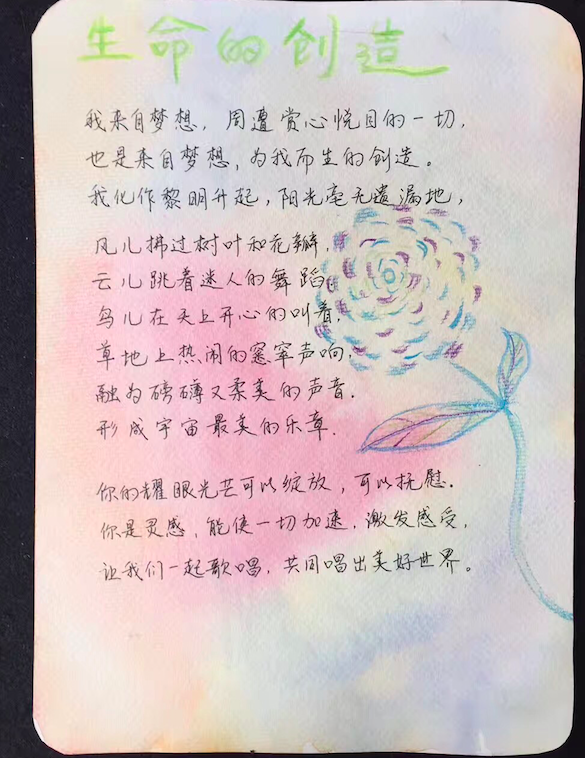 生命的创造
我来自梦想，周遭赏心悦目的一切，
也是来自梦想，为我而生的创造。
我化作黎明升起，阳光毫无遗漏地，
风儿拂过树叶和花瓣，
云儿跳着迷人的舞蹈，
鸟儿在天上开心的叫着，
草地上热闹的窸窣声响，
融为磅礴又柔美的声音．
形成宇宙最美的乐章．
你的耀眼光芒可以绽放，可以抚慰．
你是灵感，能使一切加速，激发感受，
让我们一起歌唱，共同唱出美好世界。